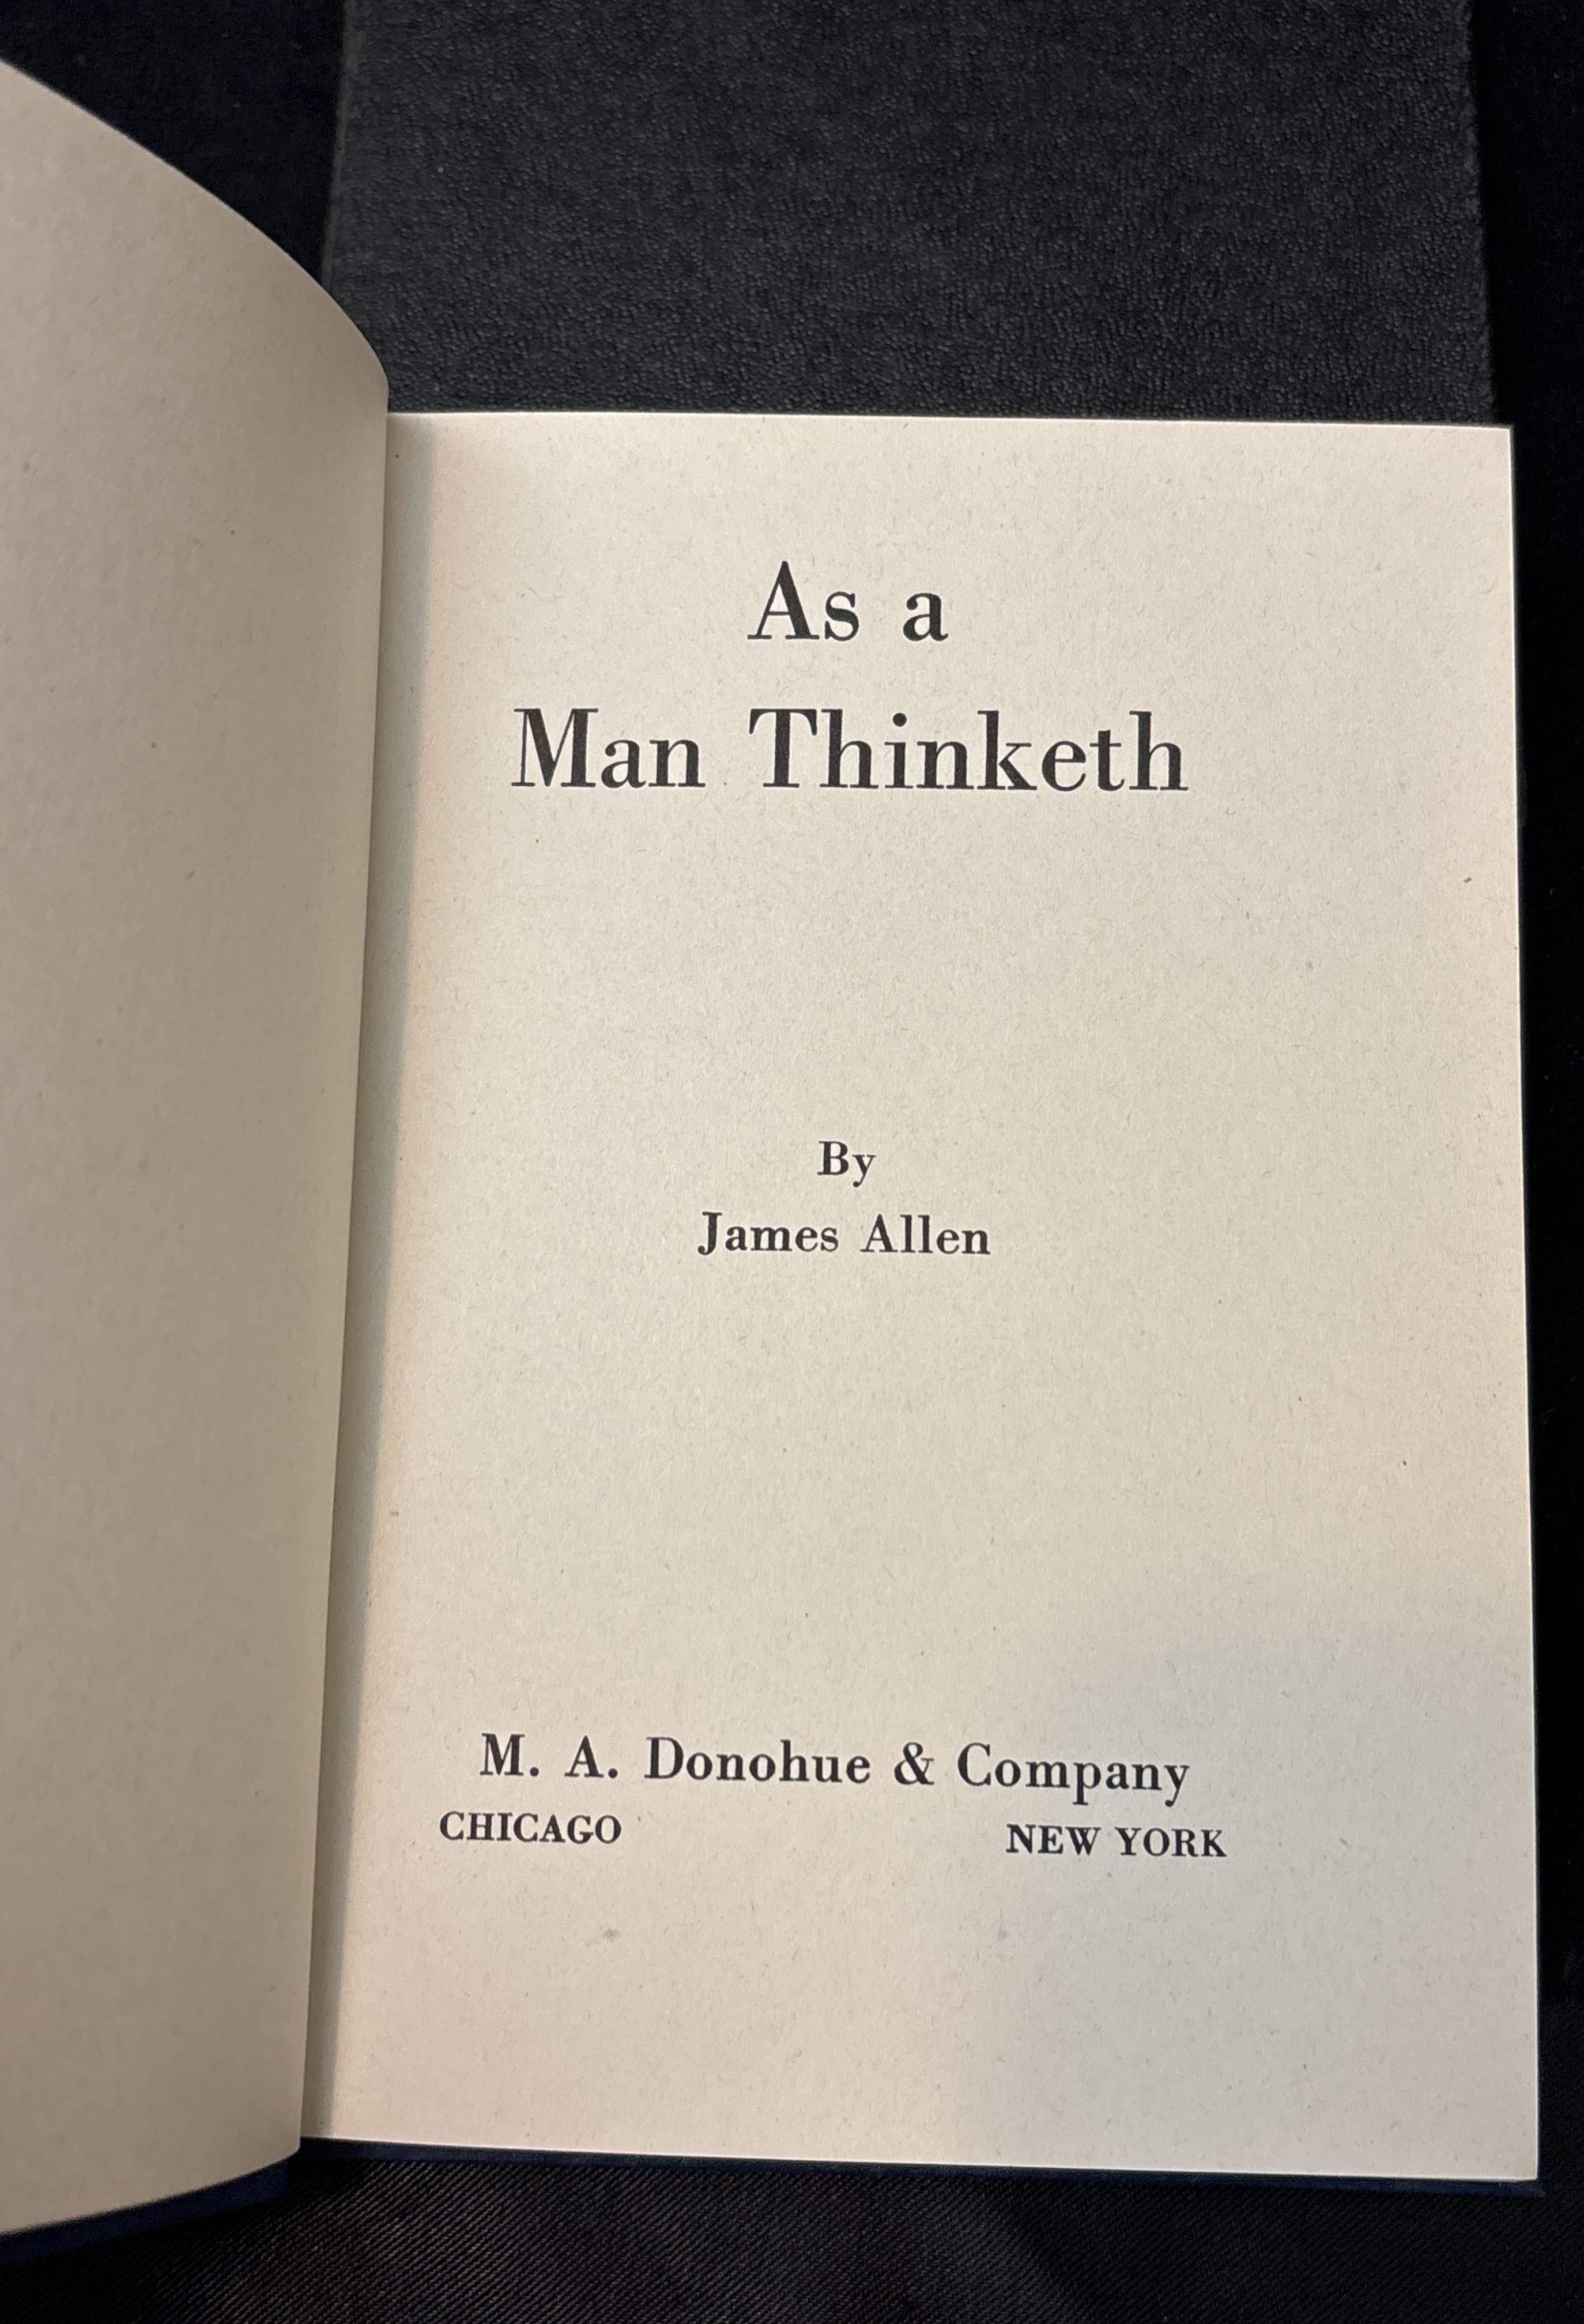 As a
Man Thinketh
By
James Allen
M. A. Donohue & Company
CHICAGO NEW YORK